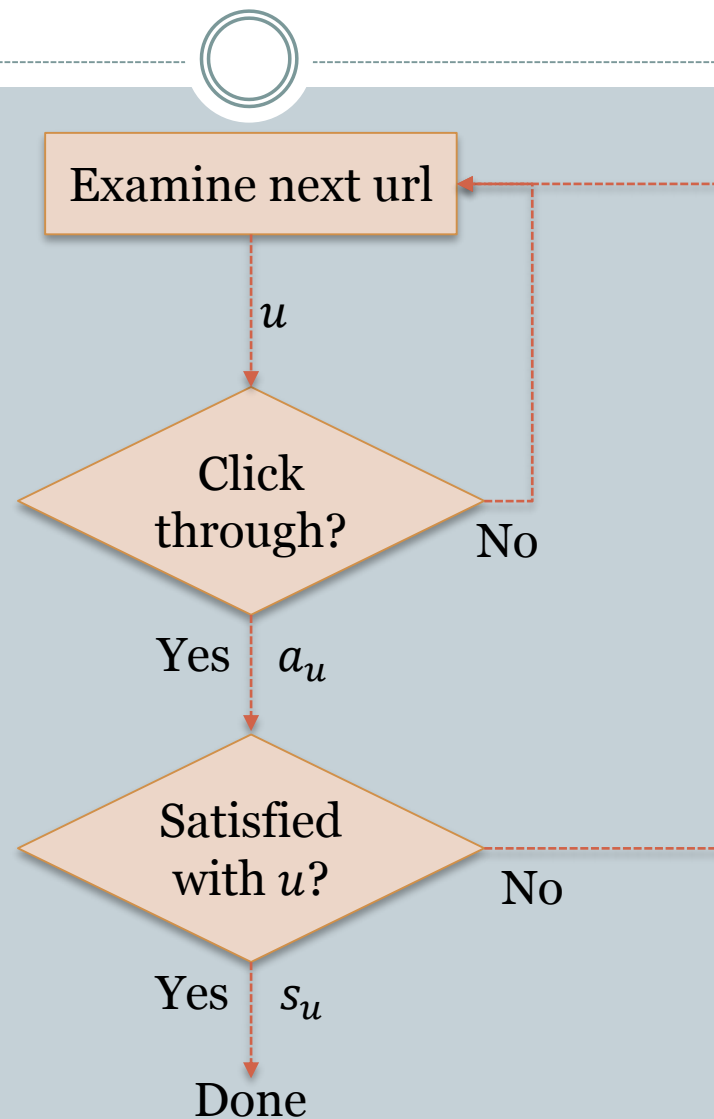 Examine next url
u
Click
through?
No
Yes a_u
Satisfied
with u?
No
Yes s_u
Done